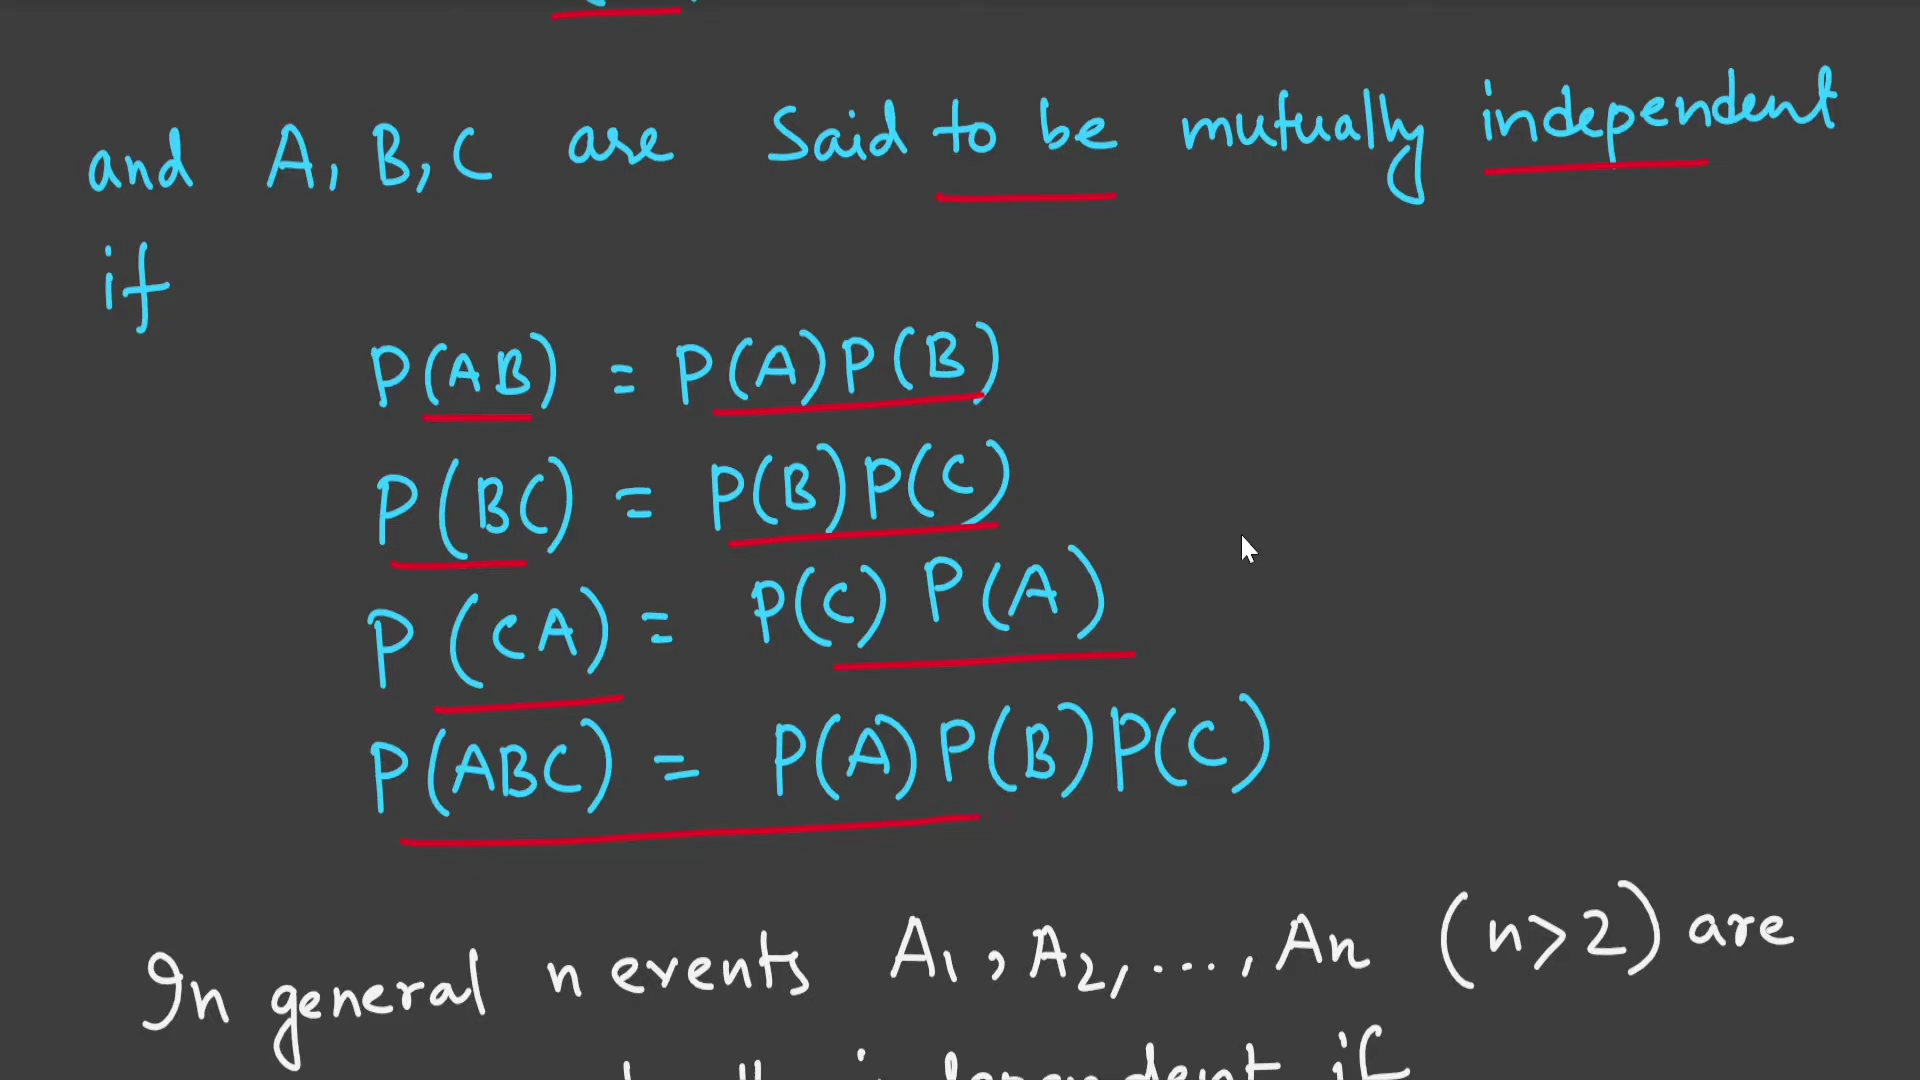 and A, B, C are Said to be mutually independent
if
P(AB) = P(A)P(B)
P(BC) = P(B)P(C)
P(CA) = P(C) P(A)
P(ABC) = P(A)P(B)P(C)
In general n events A1, A2, ..., An (n>2) are
if